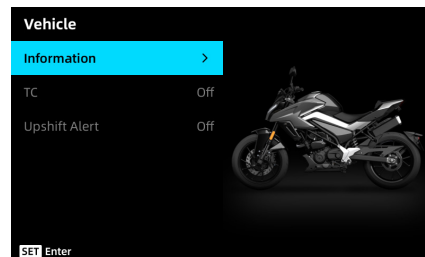 Vehicle
Information >
TC Off
Upshift Alert Off
SET Enter